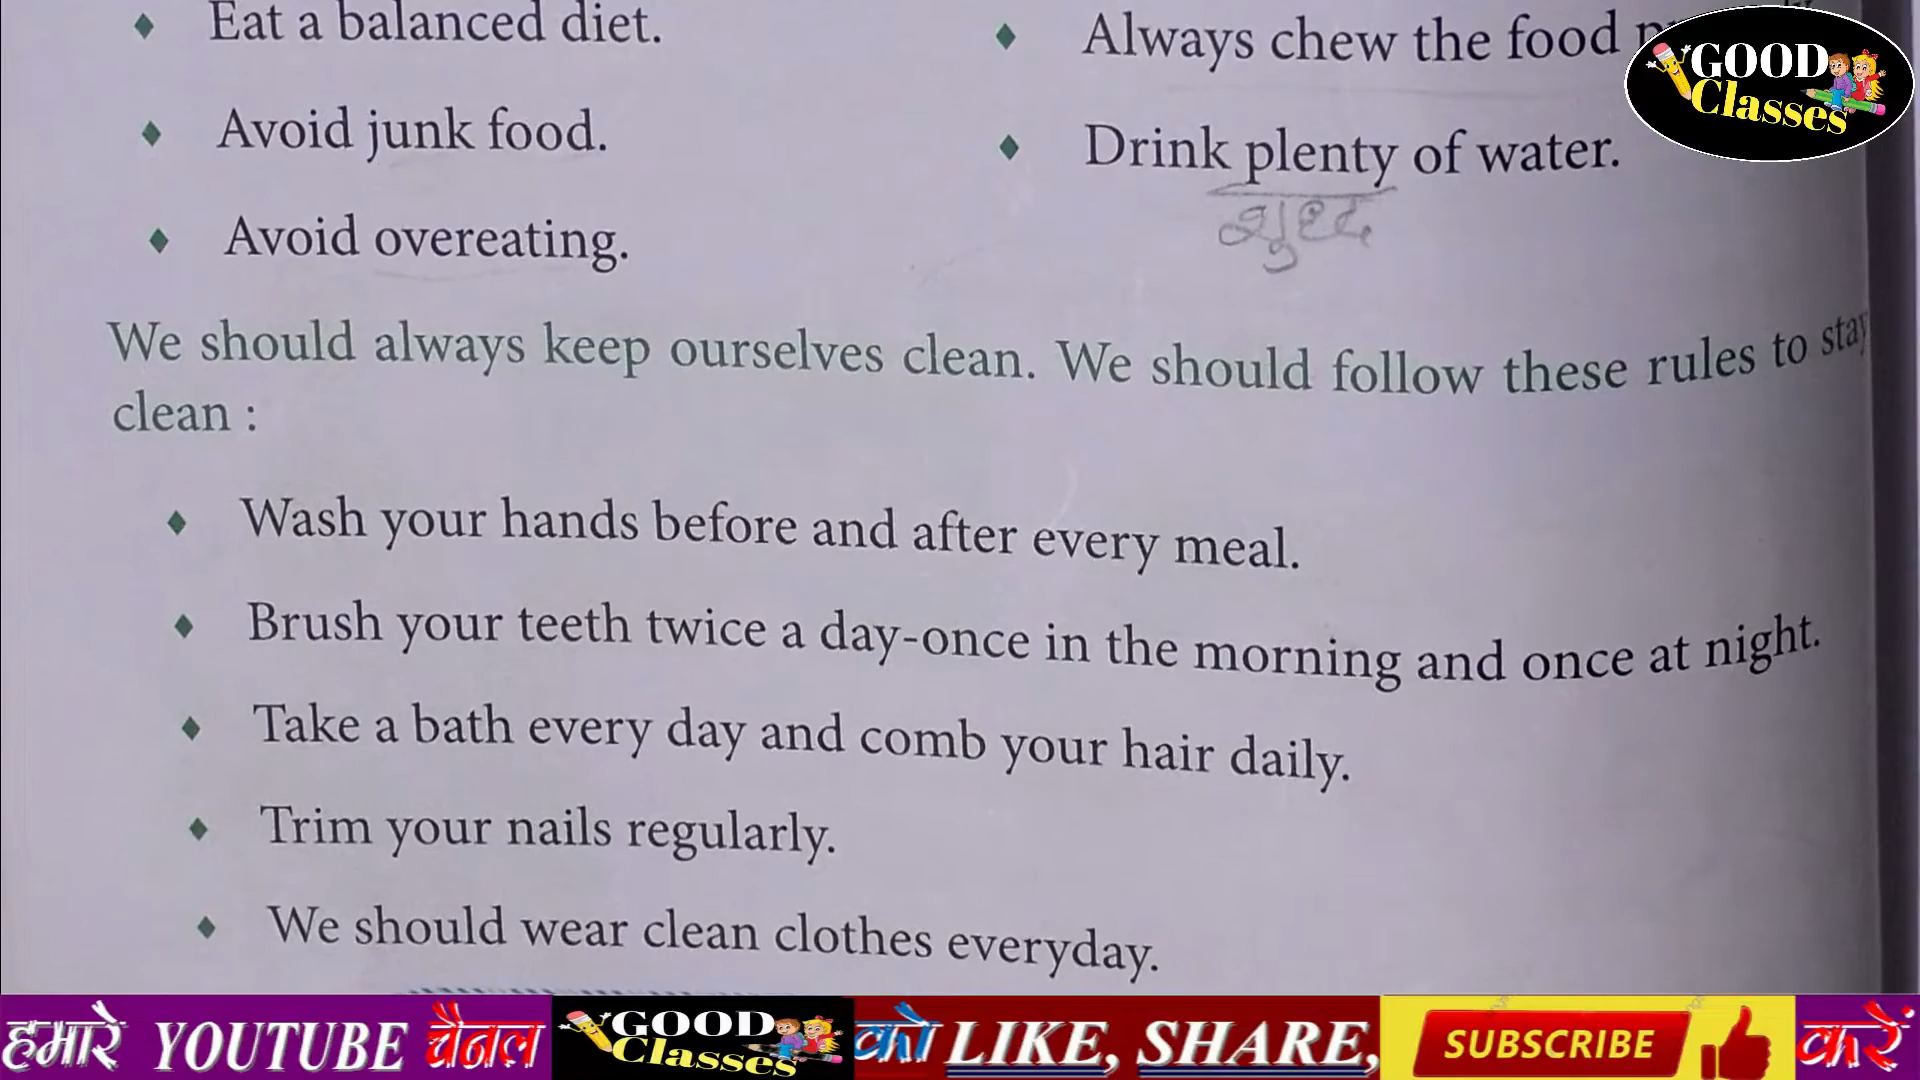 Eat a balanced diet.
Always chew the food
GOOD
Classes
Avoid junk food.
Drink plenty of water.
Avoid overeating.
We should always keep ourselves clean. We should follow these rules to stay
clean :
Wash your hands before and after every meal.
Brush your teeth twice a day-once in the morning and once at night.
Take a bath every day and comb your hair daily.
Trim your nails regularly.
We should wear clean clothes everyday.
हमारे YOUTUBE चैनल GOOD Classes को LIKE, SHARE, SUBSCRIBE करें